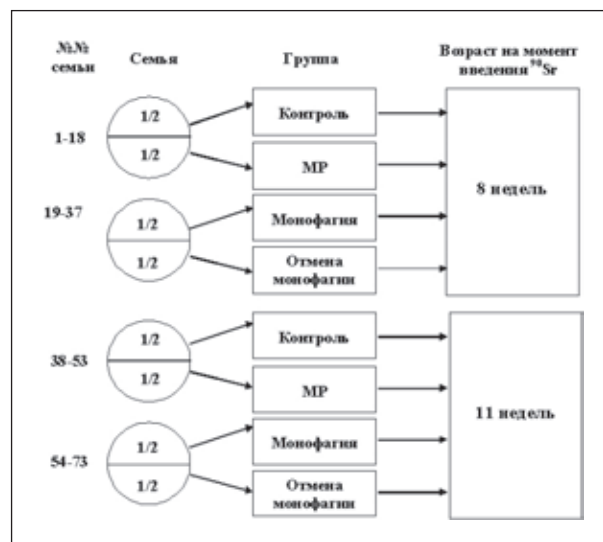 №№ семьи
Семья
Группа
Возраст на момент
введения ⁹⁰Sr
1-18
1/2
1/2
Контроль
МР
19-37
1/2
1/2
Монофагия
Отмена
монофагии
8 недель
38-53
1/2
1/2
Контроль
МР
54-73
1/2
1/2
Монофагия
Отмена
монофагии
11 недель